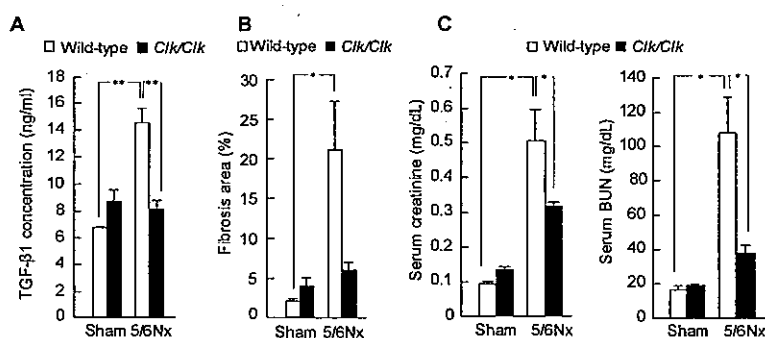 A
Wild-type Clk/Clk
TGF-β1 concentration (ng/ml)
18
16
14
12
10
8
6
4
2
0
** **
Sham 5/6Nx
B
Wild-type Clk/Clk
Fibrosis area (%)
30
25
20
15
10
5
0
*
Sham 5/6Nx
C
Wild-type Clk/Clk
Serum creatinine (mg/dL)
0.7
0.6
0.5
0.4
0.3
0.2
0.1
0
* *
Sham 5/6Nx
Serum BUN (mg/dL)
140
120
100
80
60
40
20
0
* *
Sham 5/6Nx